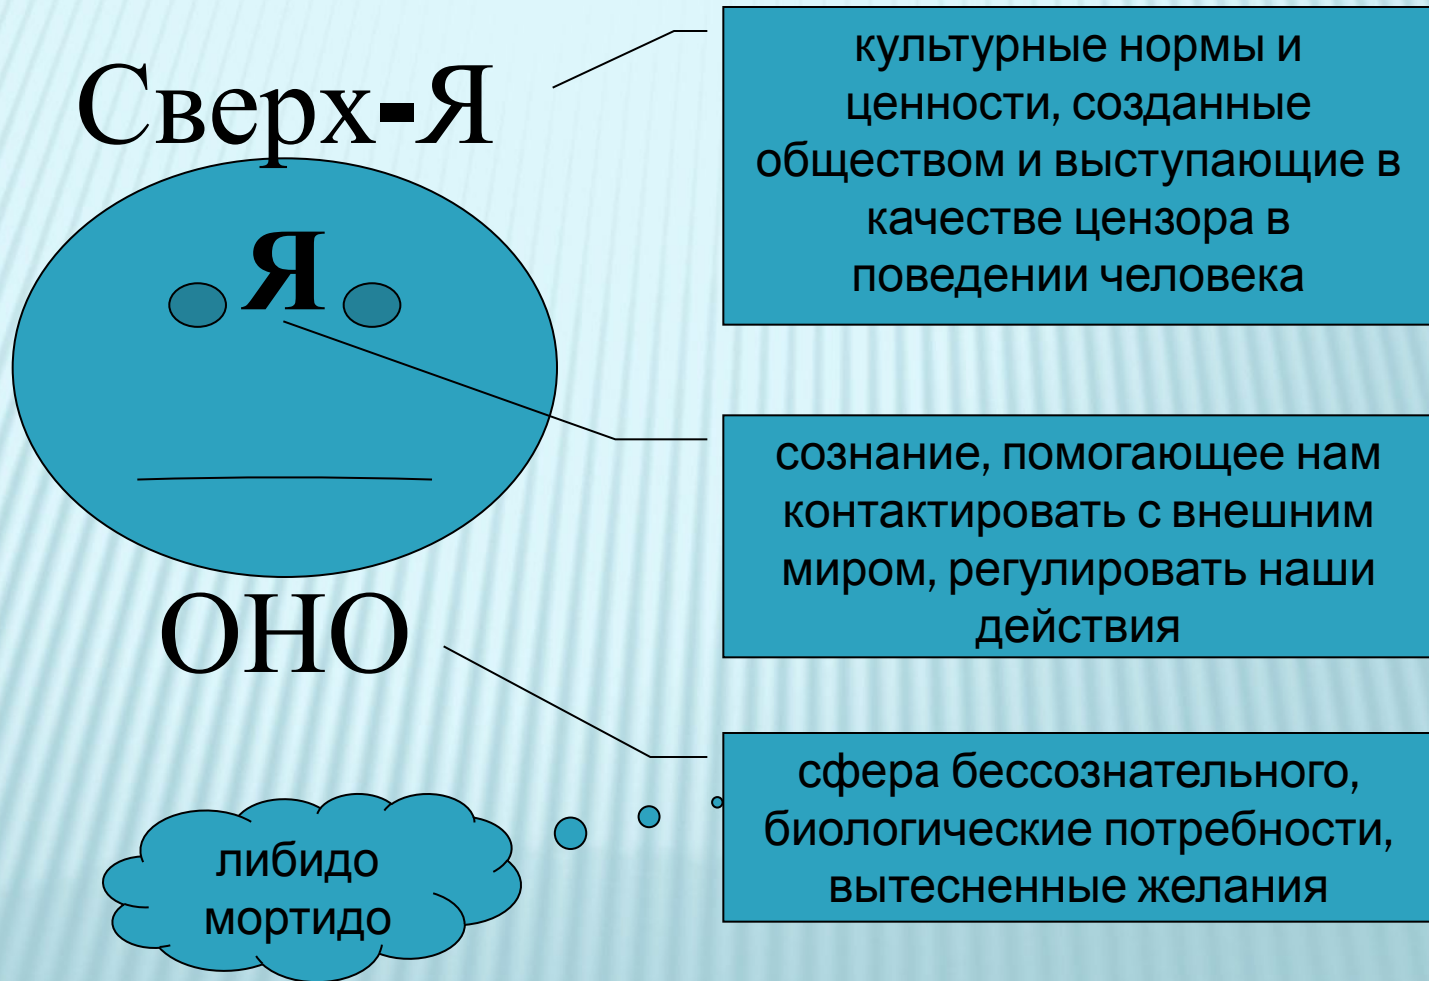 Сверх-Я
культурные нормы и
ценности, созданные
обществом и выступающие в
качестве цензора в
поведении человека
Я
сознание, помогающее нам
контактировать с внешним
миром, регулировать наши
действия
ОНО
сфера бессознательного,
биологические потребности,
вытесненные желания
либидо
мортидо